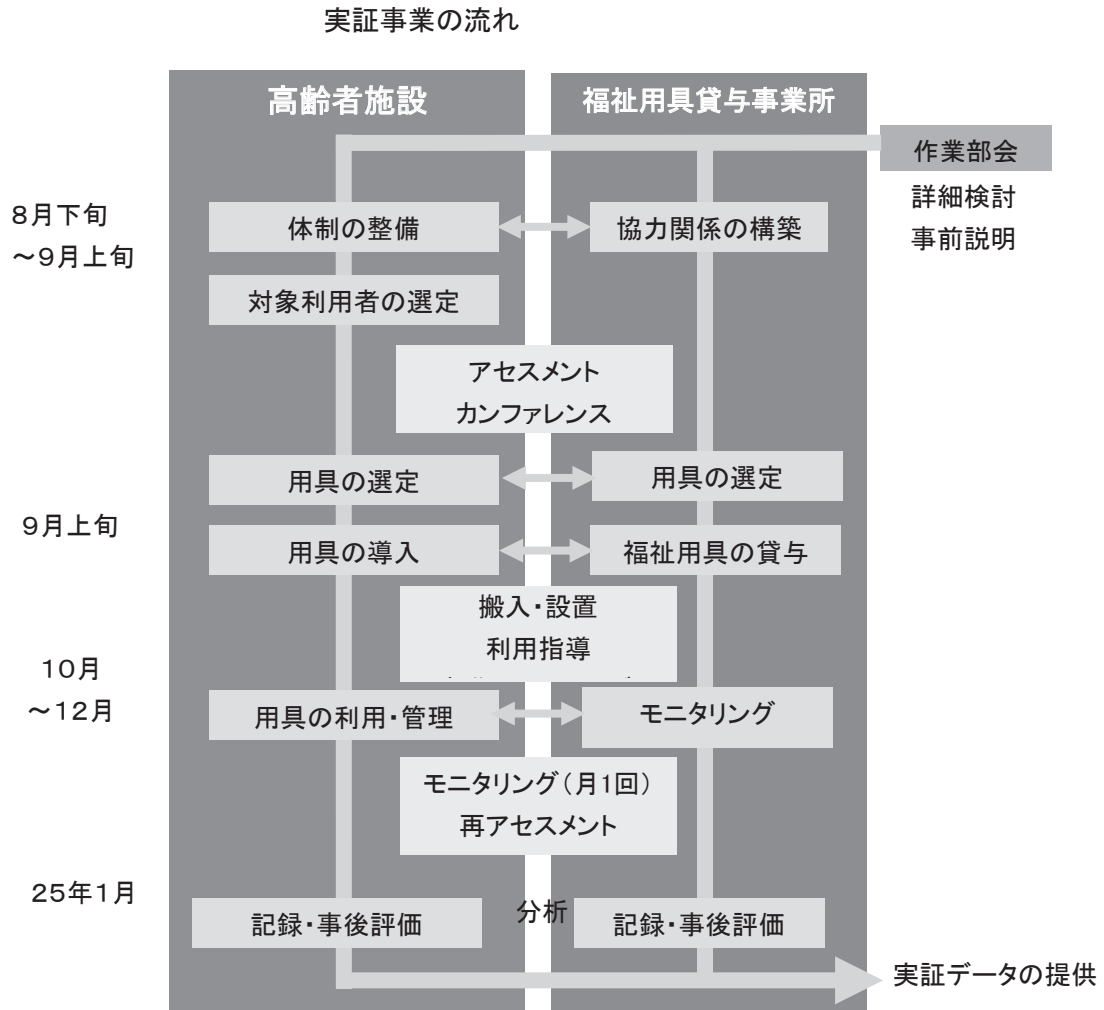 実証事業の流れ
高齢者施設
福祉用具貸与事業所
作業部会
詳細検討
事前説明
8月下旬
～9月上旬
体制の整備
協力関係の構築
対象利用者の選定
アセスメント
カンファレンス
用具の選定
用具の選定
9月上旬
用具の導入
福祉用具の貸与
搬入・設置
利用指導
10月
～12月
用具の利用・管理
モニタリング
モニタリング（月1回）
再アセスメント
25年1月
記録・事後評価
分析
記録・事後評価
実証データの提供